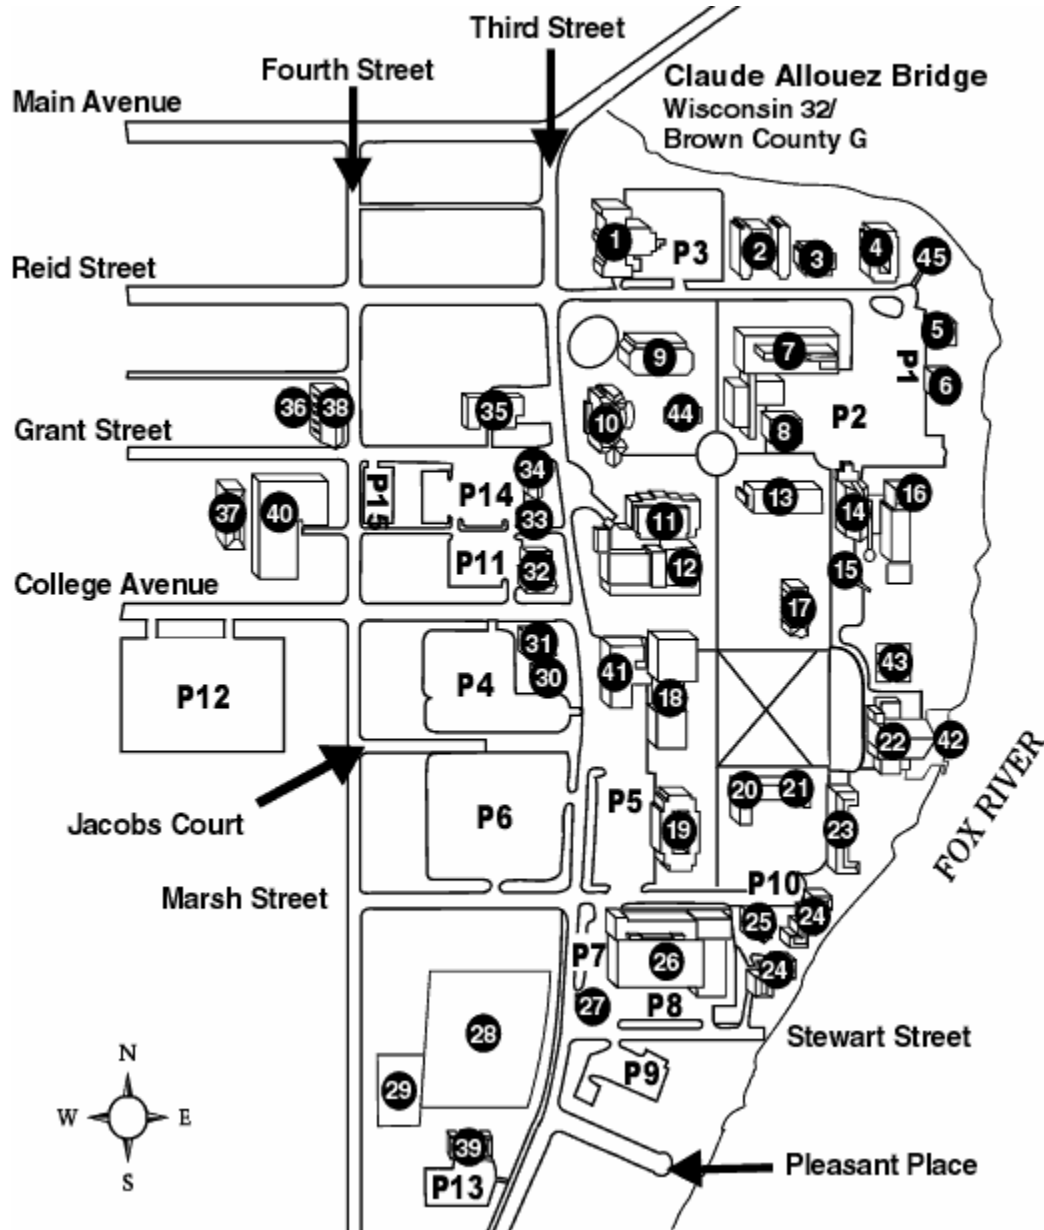 Third Street
Fourth Street
Claude Allouez Bridge
Wisconsin 32/
Brown County G
Main Avenue
1
P3
2
3
4
45
Reid Street
5
9
7
P1
6
36
38
35
10
44
P2
8
Grant Street
34
P15
P14
13
16
37
40
33
11
14
P11
32
12
15
College Avenue
17
31
P4
30
41
18
43
P12
22
42
Jacobs Court
P6
P5
20
21
19
23
FOX RIVER
Marsh Street
P10
25
24
P7
26
24
27
P8
28
Stewart Street
N
W
E
S
29
P9
39
P13
Pleasant Place